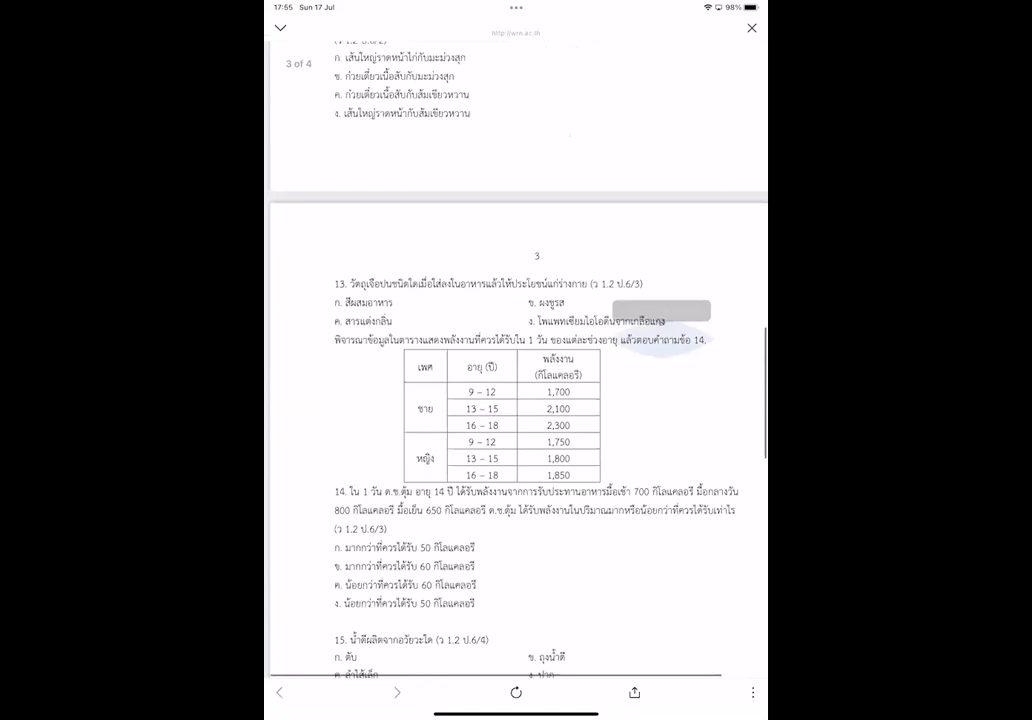 17:55 Sun 17 Jul
98%
http://wrn.ac.th
3 of 4
ก. เส้นใหญ่ราดหน้าไก่กับมะม่วงสุก
ข. ก๋วยเตี๋ยวเนื้อสับกับมะม่วงสุก
ค. ก๋วยเตี๋ยวเนื้อสับกับส้มเขียวหวาน
ง. เส้นใหญ่ราดหน้ากับส้มเขียวหวาน
3
13. วัตถุเจือปนชนิดใดเมื่อใส่ลงในอาหารแล้วให้ประโยชน์แก่ร่างกาย (ว 1.2 ป.6/3)
ก. สีผสมอาหาร ข. ผงชูรส
ค. สารแต่งกลิ่น ง. โพแทสเซียมไอโอดีนจากเกลือแกง
พิจารณาข้อมูลในตารางแสดงพลังงานที่ควรได้รับใน 1 วัน ของแต่ละช่วงอายุ แล้วตอบคำถามข้อ 14.
เพศ อายุ (ปี) พลังงาน (กิโลแคลอรี)
ชาย 9 – 12 1,700
13 – 15 2,100
16 – 18 2,300
หญิง 9 – 12 1,750
13 – 15 1,800
16 – 18 1,850
14. ใน 1 วัน ด.ช.ตุ้ม อายุ 14 ปี ได้รับพลังงานจากการรับประทานอาหารมื้อเช้า 700 กิโลแคลอรี มื้อกลางวัน
800 กิโลแคลอรี มื้อเย็น 650 กิโลแคลอรี ด.ช.ตุ้ม ได้รับพลังงานในปริมาณมากหรือน้อยกว่าที่ควรได้รับเท่าไร
(ว 1.2 ป.6/3)
ก. มากกว่าที่ควรได้รับ 50 กิโลแคลอรี
ข. มากกว่าที่ควรได้รับ 60 กิโลแคลอรี
ค. น้อยกว่าที่ควรได้รับ 60 กิโลแคลอรี
ง. น้อยกว่าที่ควรได้รับ 50 กิโลแคลอรี
15. น้ำดีผลิตจากอวัยวะใด (ว 1.2 ป.6/4)
ก. ตับ ข. ถุงน้ำดี
ค. ลำไส้เล็ก ง. ปาก